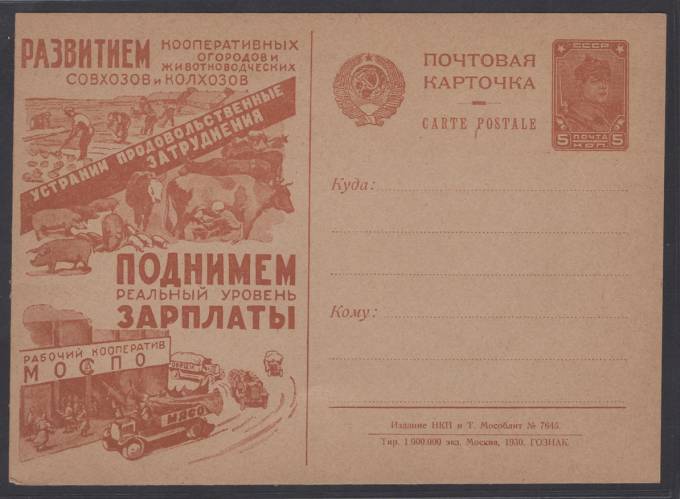 РАЗВИТИЕМ КООПЕРАТИВНЫХ
ОГОРОДОВ И
ЖИВОТНОВОДЧЕСКИХ
СОВХОЗОВ и КОЛХОЗОВ
УСТРАНИМ ПРОДОВОЛЬСТВЕННЫЕ
ЗАТРУДНЕНИЯ
ПОДНИМЕМ
РЕАЛЬНЫЙ УРОВЕНЬ
ЗАРПЛАТЫ
РАБОЧИЙ КООПЕРАТИВ
МОСПО
МЯСО
ПОЧТОВАЯ
КАРТОЧКА
CARTE POSTALE
СССР
ПОЧТА
5 КОП. 5
Куда:
Кому:
Издание НКП и Т. Мособлит № 7645.
Тир. 1.000.000 экз. Москва, 1930. ГОЗНАК.